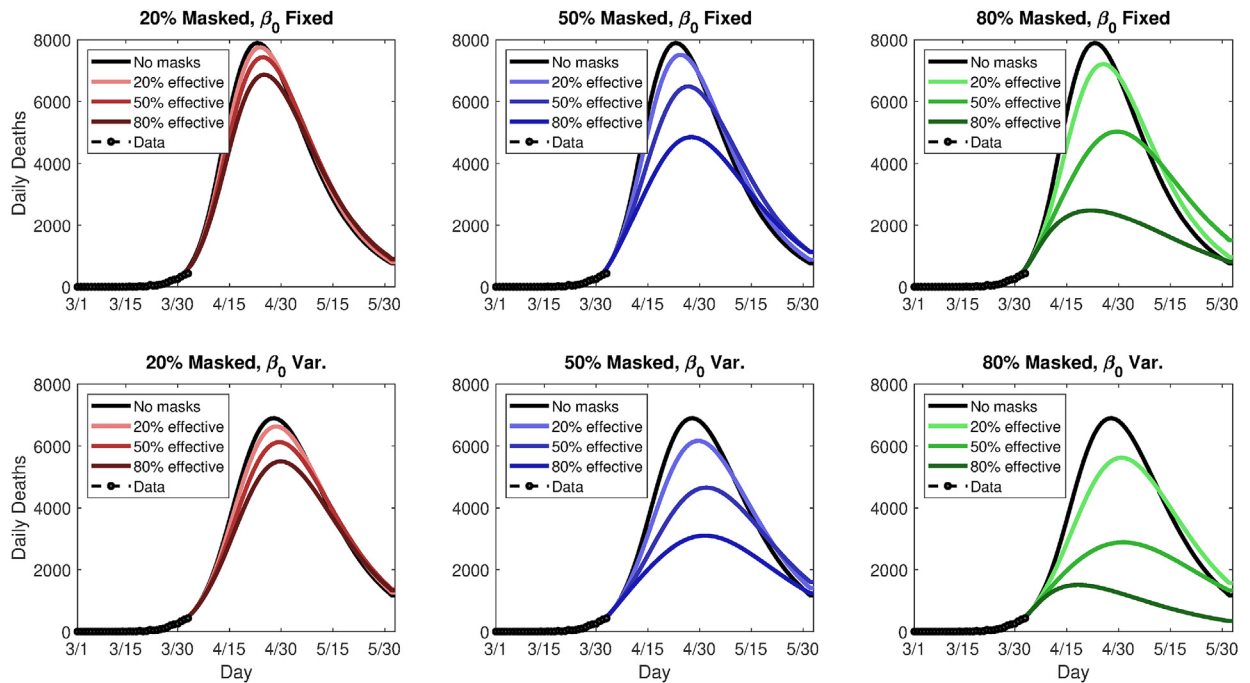 20% Masked, β0 Fixed
8000
6000
4000
2000
0
Daily Deaths
No masks
20% effective
50% effective
80% effective
Data
3/1 3/15 3/30 4/15 4/30 5/15 5/30
50% Masked, β0 Fixed
8000
6000
4000
2000
0
No masks
20% effective
50% effective
80% effective
Data
3/1 3/15 3/30 4/15 4/30 5/15 5/30
80% Masked, β0 Fixed
8000
6000
4000
2000
0
No masks
20% effective
50% effective
80% effective
Data
3/1 3/15 3/30 4/15 4/30 5/15 5/30
20% Masked, β0 Var.
8000
6000
4000
2000
0
Daily Deaths
No masks
20% effective
50% effective
80% effective
Data
3/1 3/15 3/30 4/15 4/30 5/15 5/30
Day
50% Masked, β0 Var.
8000
6000
4000
2000
0
No masks
20% effective
50% effective
80% effective
Data
3/1 3/15 3/30 4/15 4/30 5/15 5/30
Day
80% Masked, β0 Var.
8000
6000
4000
2000
0
No masks
20% effective
50% effective
80% effective
Data
3/1 3/15 3/30 4/15 4/30 5/15 5/30
Day